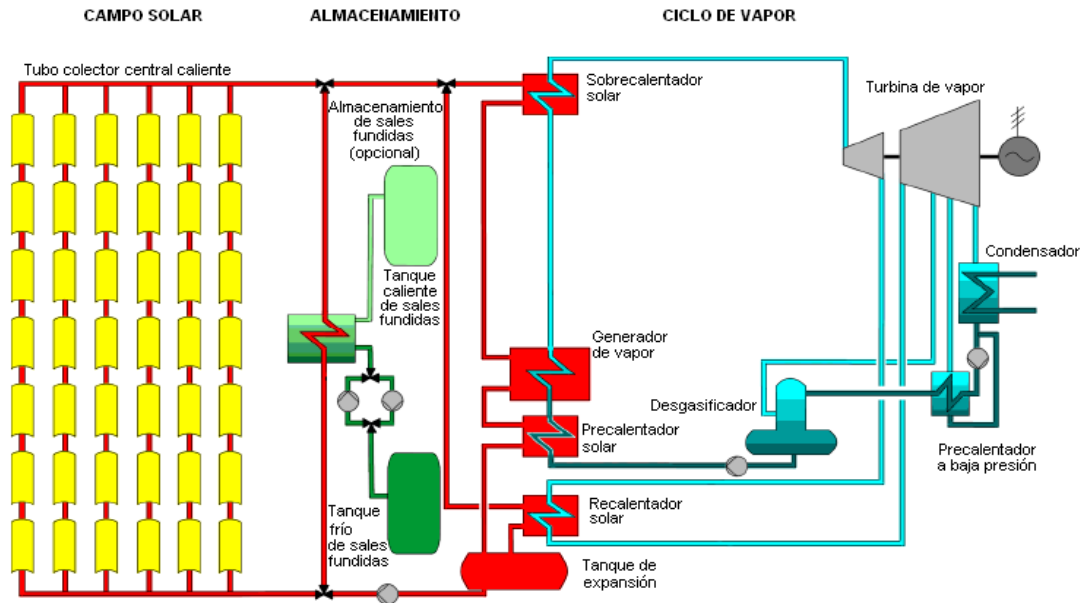 CAMPO SOLAR
ALMACENAMIENTO
CICLO DE VAPOR
Tubo colector central caliente
Almacenamiento
de sales
fundidas
(opcional)
Tanque
caliente
de sales
fundidas
Tanque
frío
de sales
fundidas
Sobrecalentador
solar
Generador
de vapor
Precalentador
solar
Recalentador
solar
Tanque de
expansión
Turbina de vapor
Condensador
Desgasificador
Precalentador
a baja presión